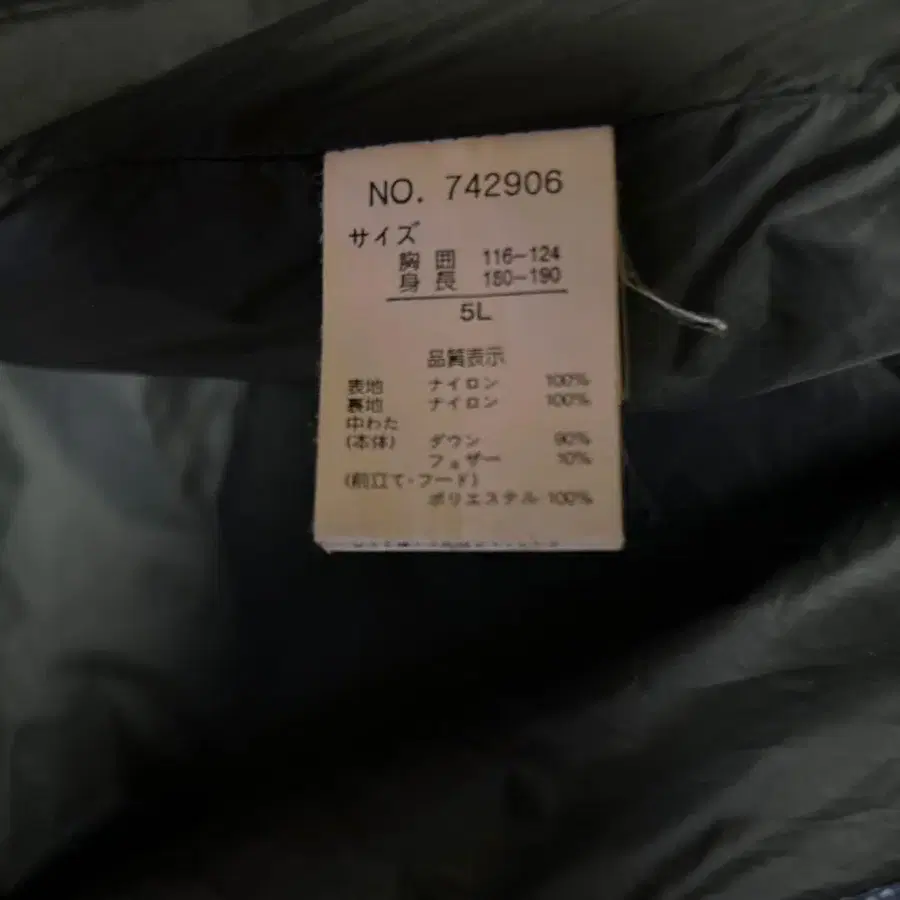 NO. 742906
サイズ
胸囲 116-124
身長 180-190
5L
品質表示
表地 ナイロン 100%
裏地 ナイロン 100%
中わた
(本体) ダウン 90%
フェザー 10%
(前立て・フード)
ポリエステル 100%